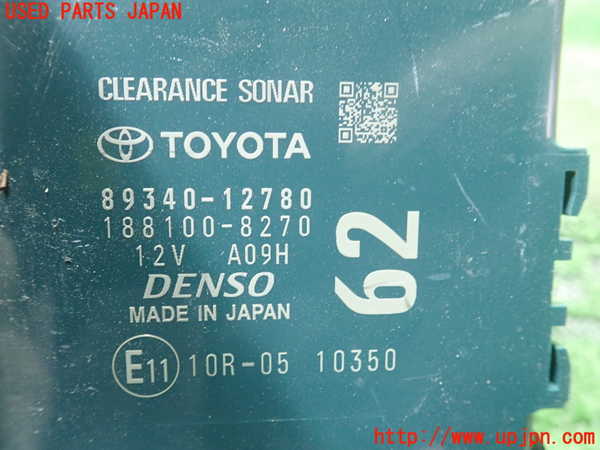 USED PARTS JAPAN
CLEARANCE SONAR
TOYOTA
89340-12780
188100-8270
12V A09H
DENSO
MADE IN JAPAN
62
E11 10R-05 10350
http://www.upjpn.com